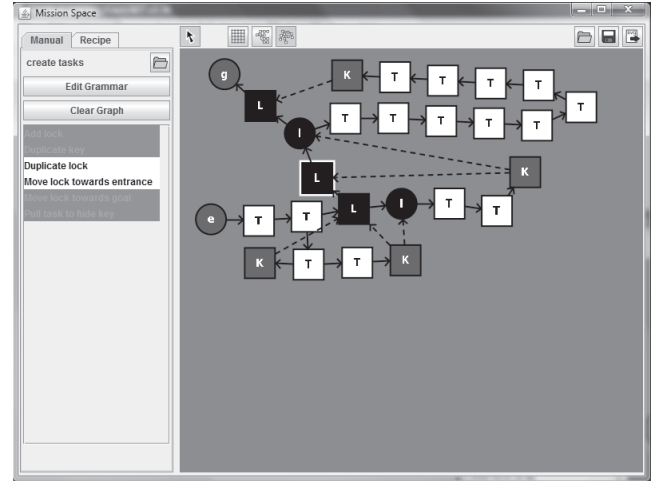 Mission Space
Manual Recipe
create tasks
Edit Grammar
Clear Graph
Add lock
Duplicate key
Duplicate lock
Move lock towards entrance
Move lock towards goal
Pull task to hide key
g K T T T T
L T
I T T T T T
L K
e T T L I T T
K T T K